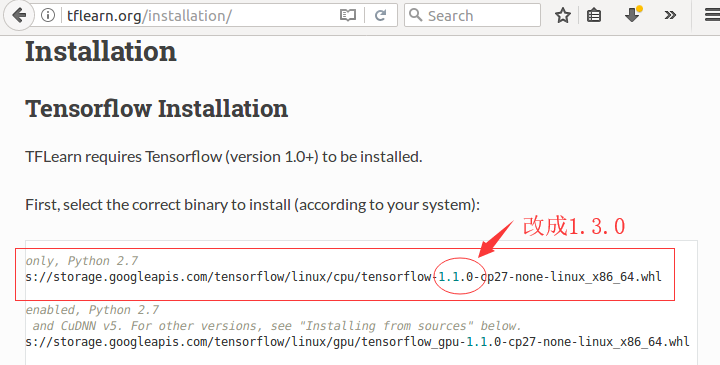 tflearn.org/installation/
Search
Installation
Tensorflow Installation
TFLearn requires Tensorflow (version 1.0+) to be installed.
First, select the correct binary to install (according to your system):
改成1.3.0
only, Python 2.7
s://storage.googleapis.com/tensorflow/linux/cpu/tensorflow-1.1.0-cp27-none-linux_x86_64.whl
enabled, Python 2.7
and CuDNN v5. For other versions, see "Installing from sources" below.
s://storage.googleapis.com/tensorflow/linux/gpu/tensorflow_gpu-1.1.0-cp27-none-linux_x86_64.whl